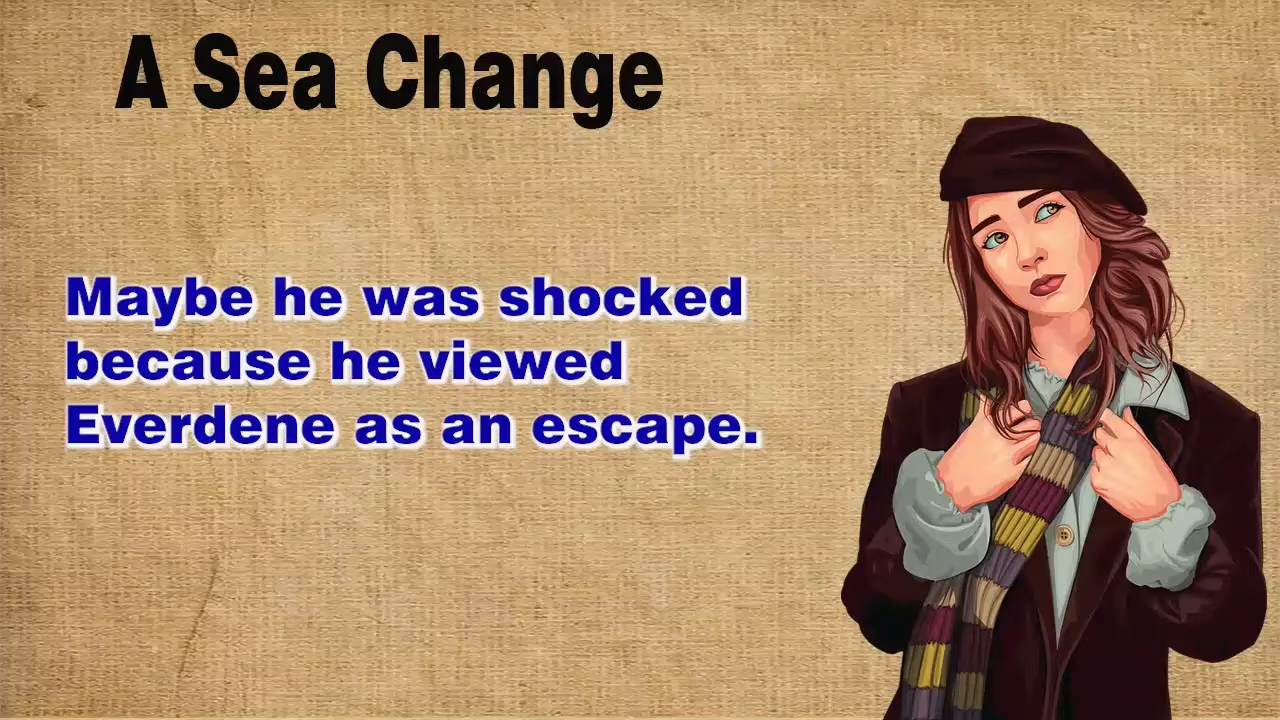 A Sea Change
Maybe he was shocked
because he viewed
Everdene as an escape.